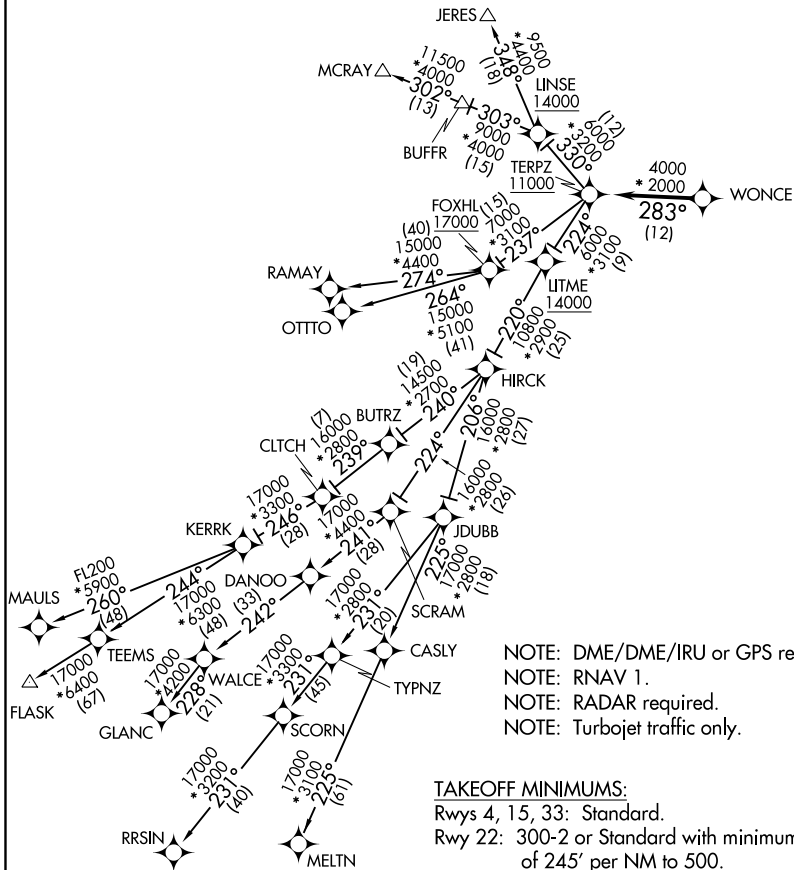 JERES
9500
*4400
348°
(18)
MCRAY
11500
*4000
302°
(13)
LINSE
14000
303°
9000
*4000
(15)
BUFFR
(12)
6000
*3200
330°
TERPZ
11000
4000
*2000
283°
(12)
WONCE
FOXHL
17000
(15)
7000
*3100
237°
224°
6000
*3100
(9)
(40)
15000
*4400
274°
RAMAY
264°
15000
*5100
(41)
OTTTO
LITME
14000
220°
10800
*2900
(25)
HIRCK
(19)
14500
*2700
240°
BUTRZ
206°
16000
*2800
(27)
(7)
16000
*2800
239°
CLTCH
224°
16000
*2800
(26)
17000
*3300
246°
(28)
KERRK
17000
*4400
241°
(28)
JDUBB
SCRAM
225°
17000
*2800
(18)
FL200
*5900
260°
(48)
MAULS
244°
17000
*6300
(48)
DANOO
(33)
242°
17000
*2800
231°
(20)
CASLY
TEEMS
17000
*6400
(67)
FLASK
WALCE
17000
*4200
228°
(21)
GLANC
17000
*3300
231°
(45)
TYPNZ
SCORN
17000
*3200
231°
(40)
RRSIN
17000
*3100
225°
(61)
MELTN
NOTE: DME/DME/IRU or GPS re
NOTE: RNAV 1.
NOTE: RADAR required.
NOTE: Turbojet traffic only.
TAKEOFF MINIMUMS:
Rwys 4, 15, 33: Standard.
Rwy 22: 300-2 or Standard with minimum
of 245' per NM to 500.